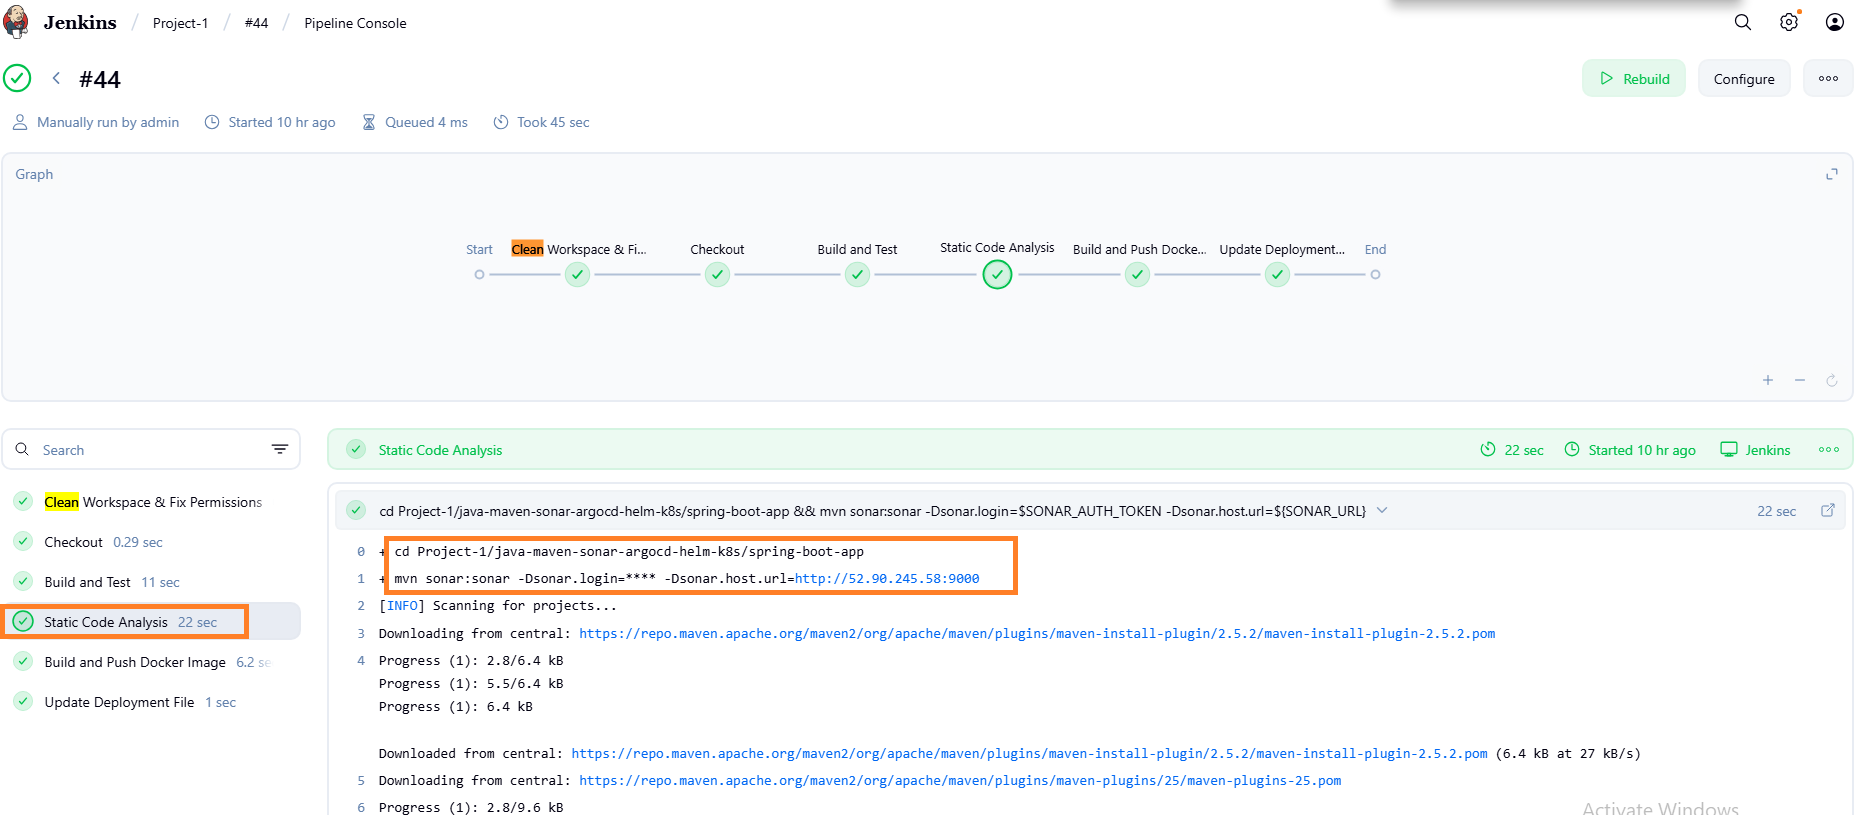 Jenkins / Project-1 / #44 / Pipeline Console
#44
Rebuild
Configure
Manually run by admin
Started 10 hr ago
Queued 4 ms
Took 45 sec
Graph
Start
Clean Workspace & Fi...
Checkout
Build and Test
Static Code Analysis
Build and Push Docke...
Update Deployment...
End
Search
Clean Workspace & Fix Permissions
Checkout 0.29 sec
Build and Test 11 sec
Static Code Analysis 22 sec
Build and Push Docker Image 6.2 se
Update Deployment File 1 sec
Static Code Analysis
22 sec
Started 10 hr ago
Jenkins
cd Project-1/java-maven-sonar-argocd-helm-k8s/spring-boot-app && mvn sonar:sonar -Dsonar.login=$SONAR_AUTH_TOKEN -Dsonar.host.url=${SONAR_URL}
22 sec
0 + cd Project-1/java-maven-sonar-argocd-helm-k8s/spring-boot-app
1 + mvn sonar:sonar -Dsonar.login=**** -Dsonar.host.url=http://52.90.245.58:9000
2 [INFO] Scanning for projects...
3 Downloading from central: https://repo.maven.apache.org/maven2/org/apache/maven/plugins/maven-install-plugin/2.5.2/maven-install-plugin-2.5.2.pom
4 Progress (1): 2.8/6.4 kB
Progress (1): 5.5/6.4 kB
Progress (1): 6.4 kB
Downloaded from central: https://repo.maven.apache.org/maven2/org/apache/maven/plugins/maven-install-plugin/2.5.2/maven-install-plugin-2.5.2.pom (6.4 kB at 27 kB/s)
5 Downloading from central: https://repo.maven.apache.org/maven2/org/apache/maven/plugins/maven-plugins/25/maven-plugins-25.pom
6 Progress (1): 2.8/9.6 kB
Activate Windows